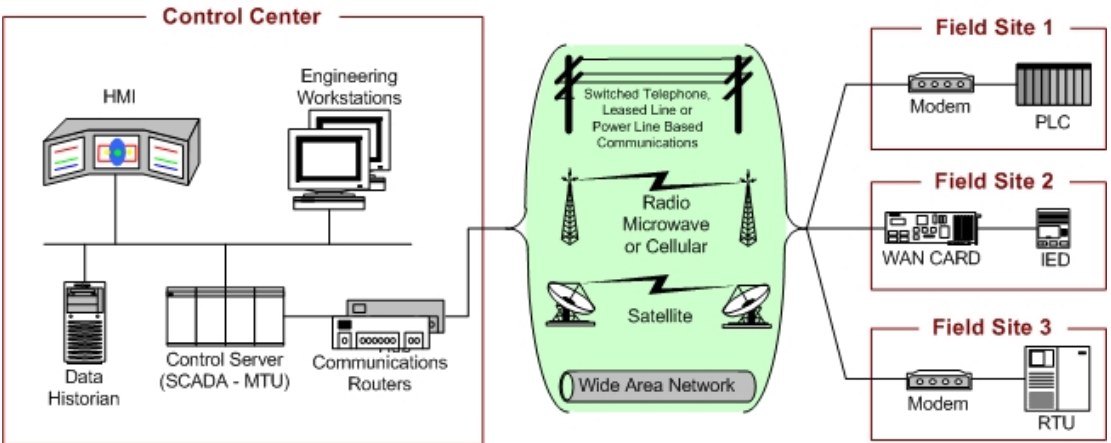 Control Center
HMI
Engineering
Workstations
Data
Historian
Control Server
(SCADA - MTU)
Communications
Routers
Switched Telephone,
Leased Line or
Power Line Based
Communications
Radio
Microwave
or Cellular
Satellite
Wide Area Network
Field Site 1
Modem
PLC
Field Site 2
WAN CARD
IED
Field Site 3
Modem
RTU